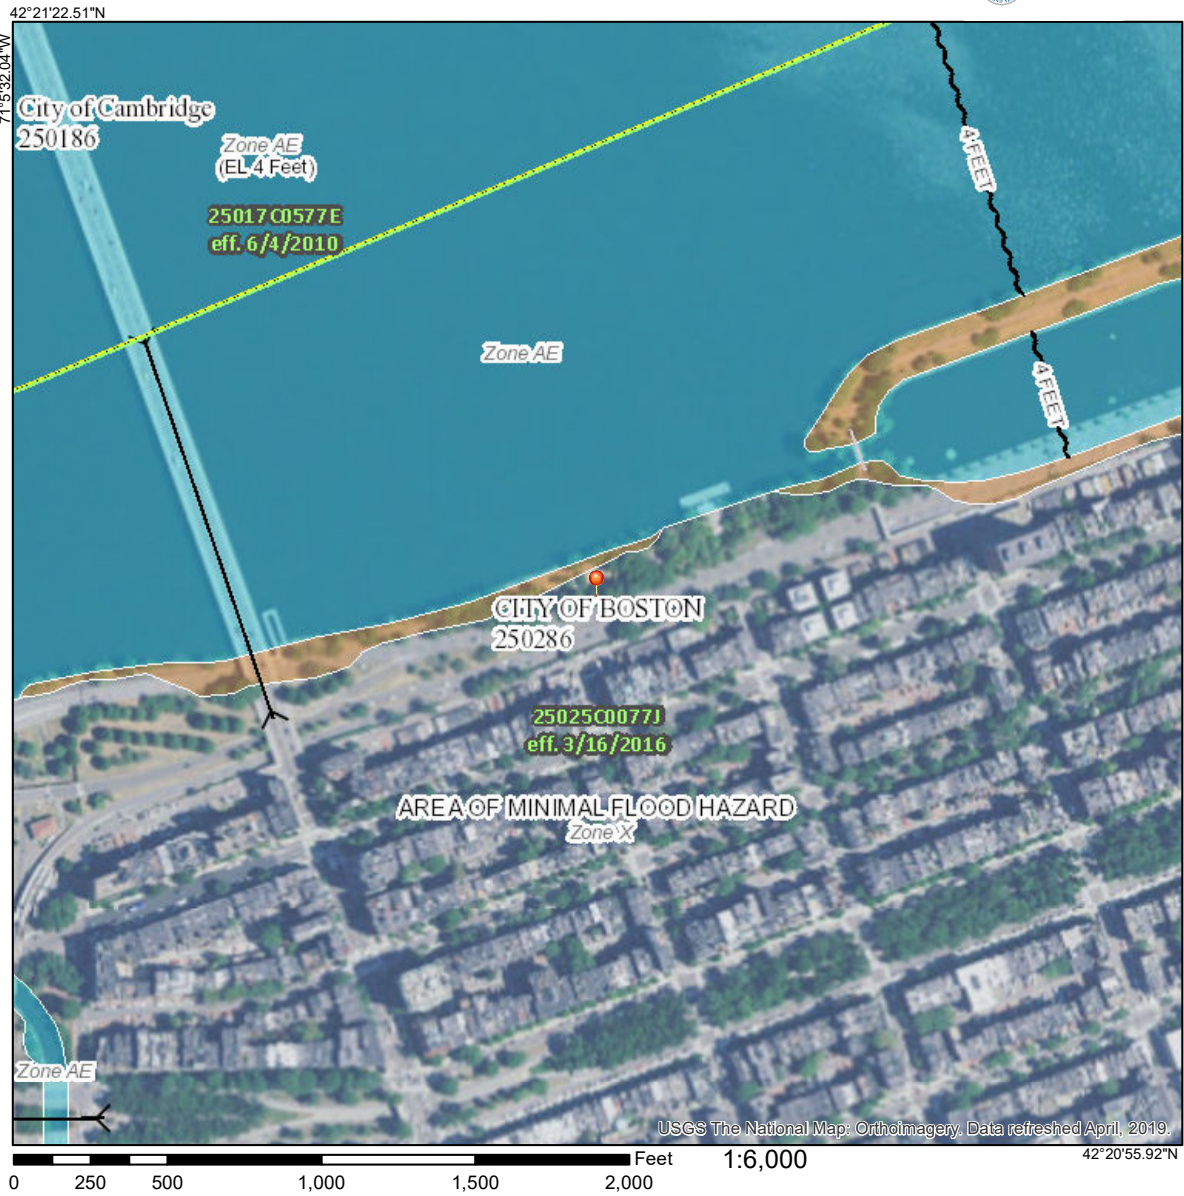 42°21'22.51"N
71°5'32.04"W
City of Cambridge
250186
Zone AE
(EL 4 Feet)
25017C0577E
eff. 6/4/2010
4 FEET
Zone AE
4 FEET
CITY OF BOSTON
250286
25025C0077J
eff. 3/16/2016
AREA OF MINIMAL FLOOD HAZARD
Zone X
Zone AE
USGS The National Map: Orthoimagery. Data refreshed April, 2019.
Feet
1:6,000
42°20'55.92"N
0 250 500 1,000 1,500 2,000